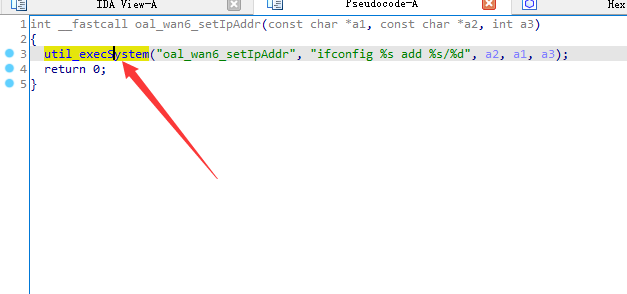 IDA View-A
Pseudocode-A
Hex
1 int __fastcall oal_wan6_setIpAddr(const char *a1, const char *a2, int a3)
2 {
3 util_execSystem("oal_wan6_setIpAddr", "ifconfig %s add %s/%d", a2, a1, a3);
4 return 0;
5 }